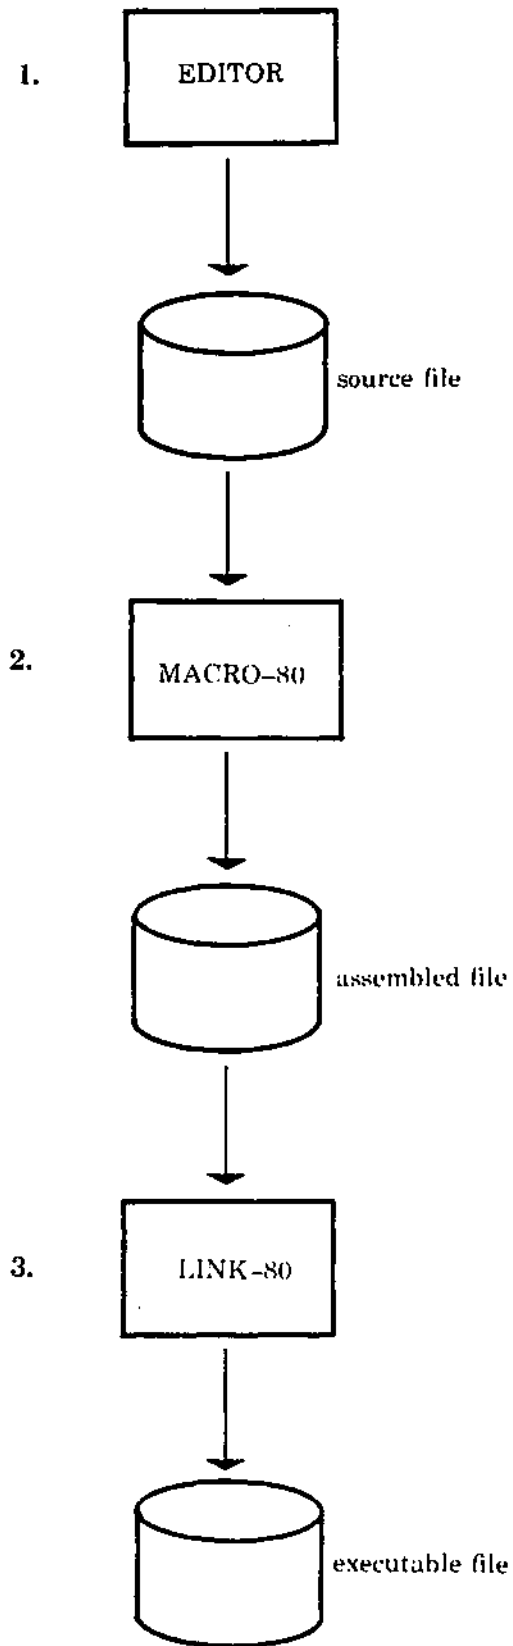 1.
EDITOR
source file
2.
MACRO-80
assembled file
3.
LINK-80
executable file